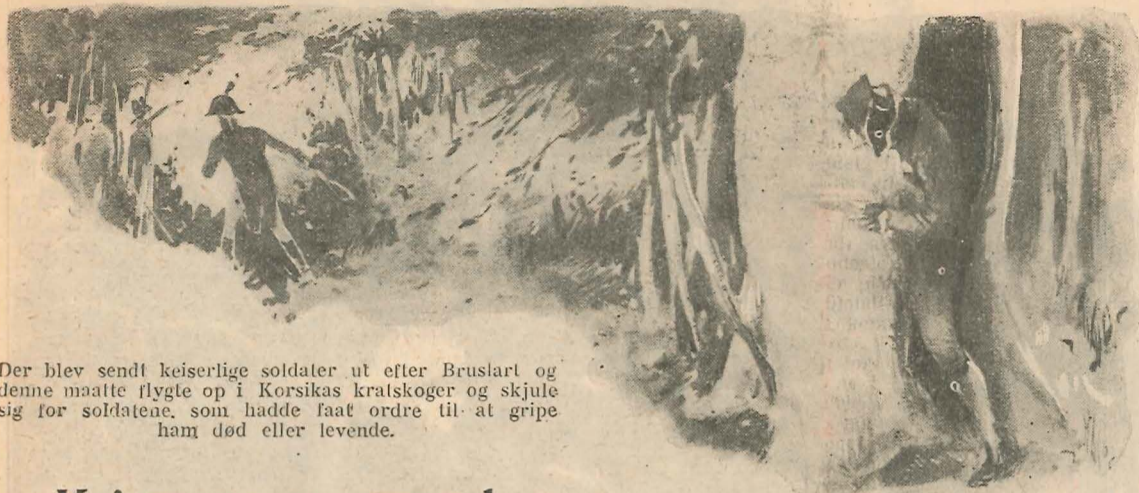 Der blev sendt keiserlige soldater ut efter Bruslart og
denne maatte flygte op i Korsikas kratskoger og skjule
sig for soldatene, som hadde faat ordre til at gripe
ham død eller levende.